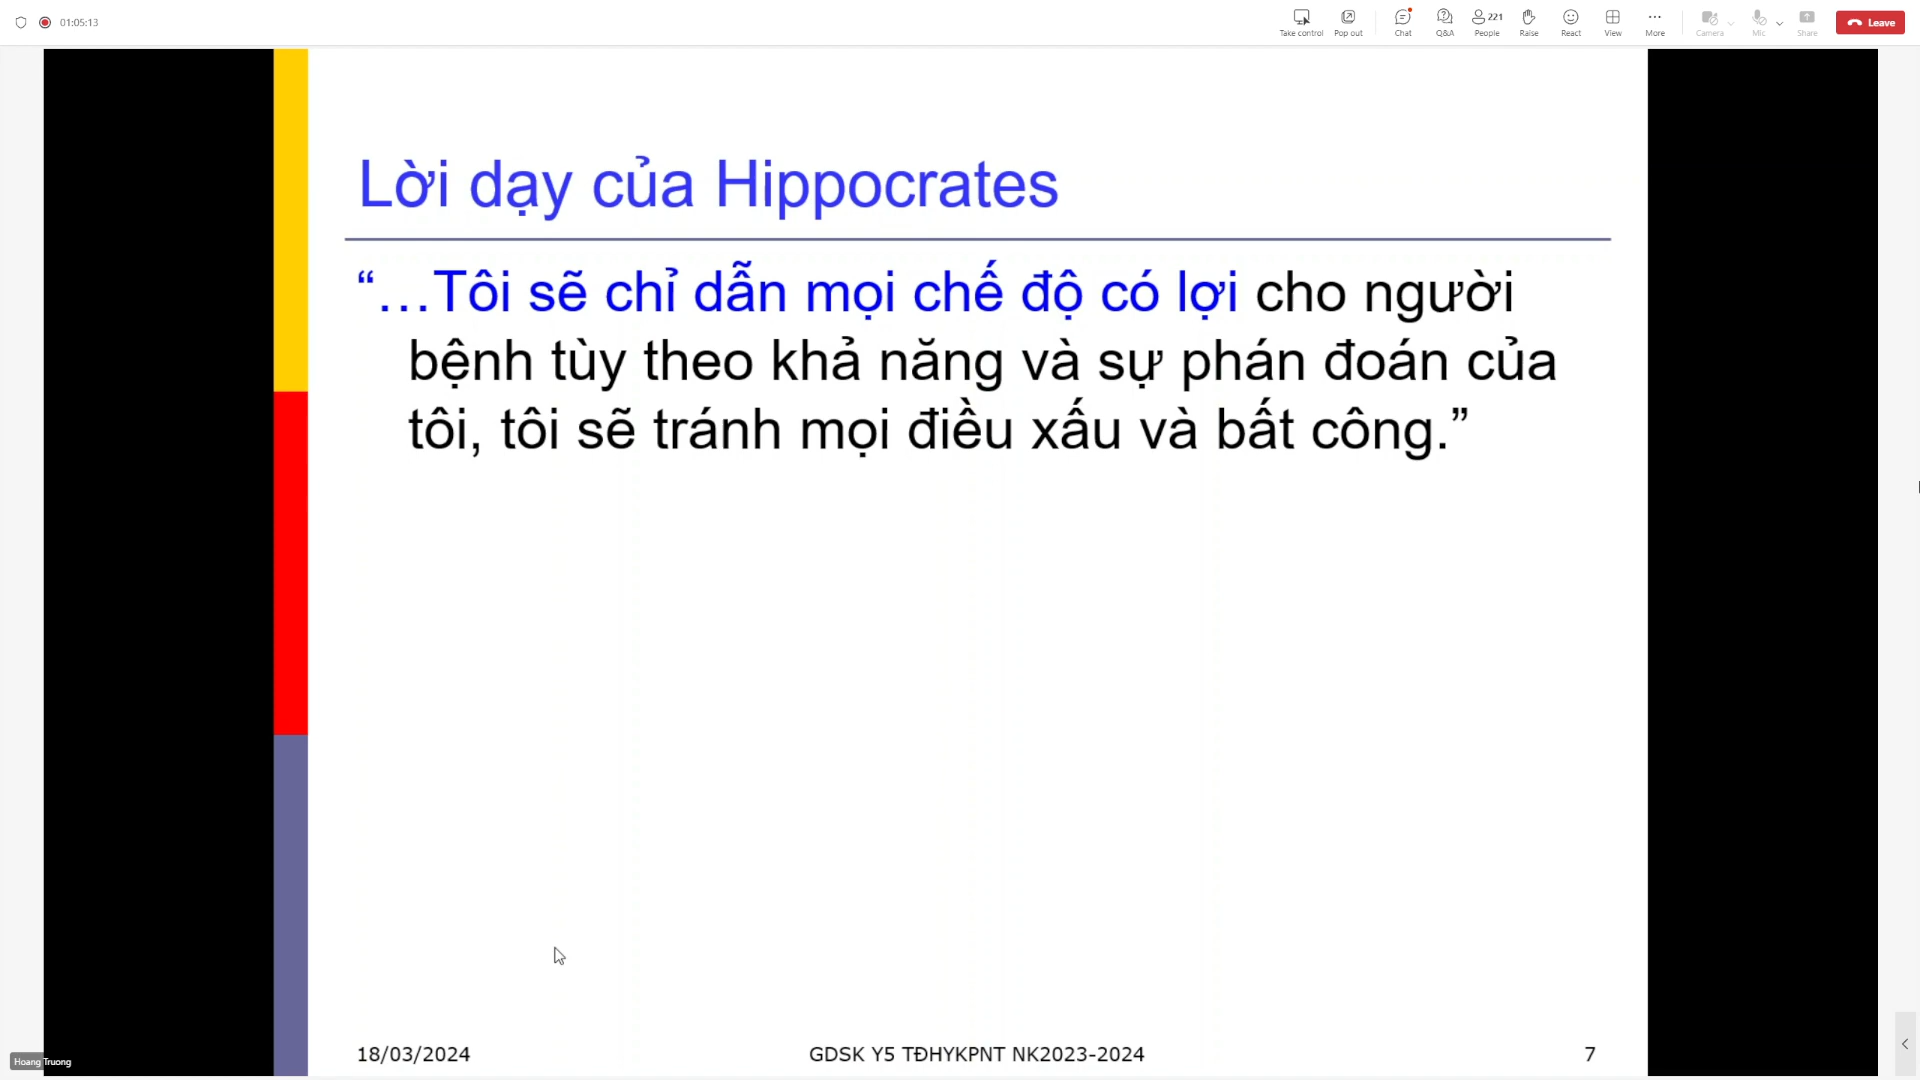 01:05:13
Take control
Pop out
Chat
Q&A
221
People
Raise
React
View
More
Camera
Mic
Share
Leave
Lời dạy của Hippocrates
“…Tôi sẽ chỉ dẫn mọi chế độ có lợi cho người
bệnh tùy theo khả năng và sự phán đoán của
tôi, tôi sẽ tránh mọi điều xấu và bất công.”
18/03/2024
GDSK Y5 TĐHYKPNT NK2023-2024
7
Hoang Truong